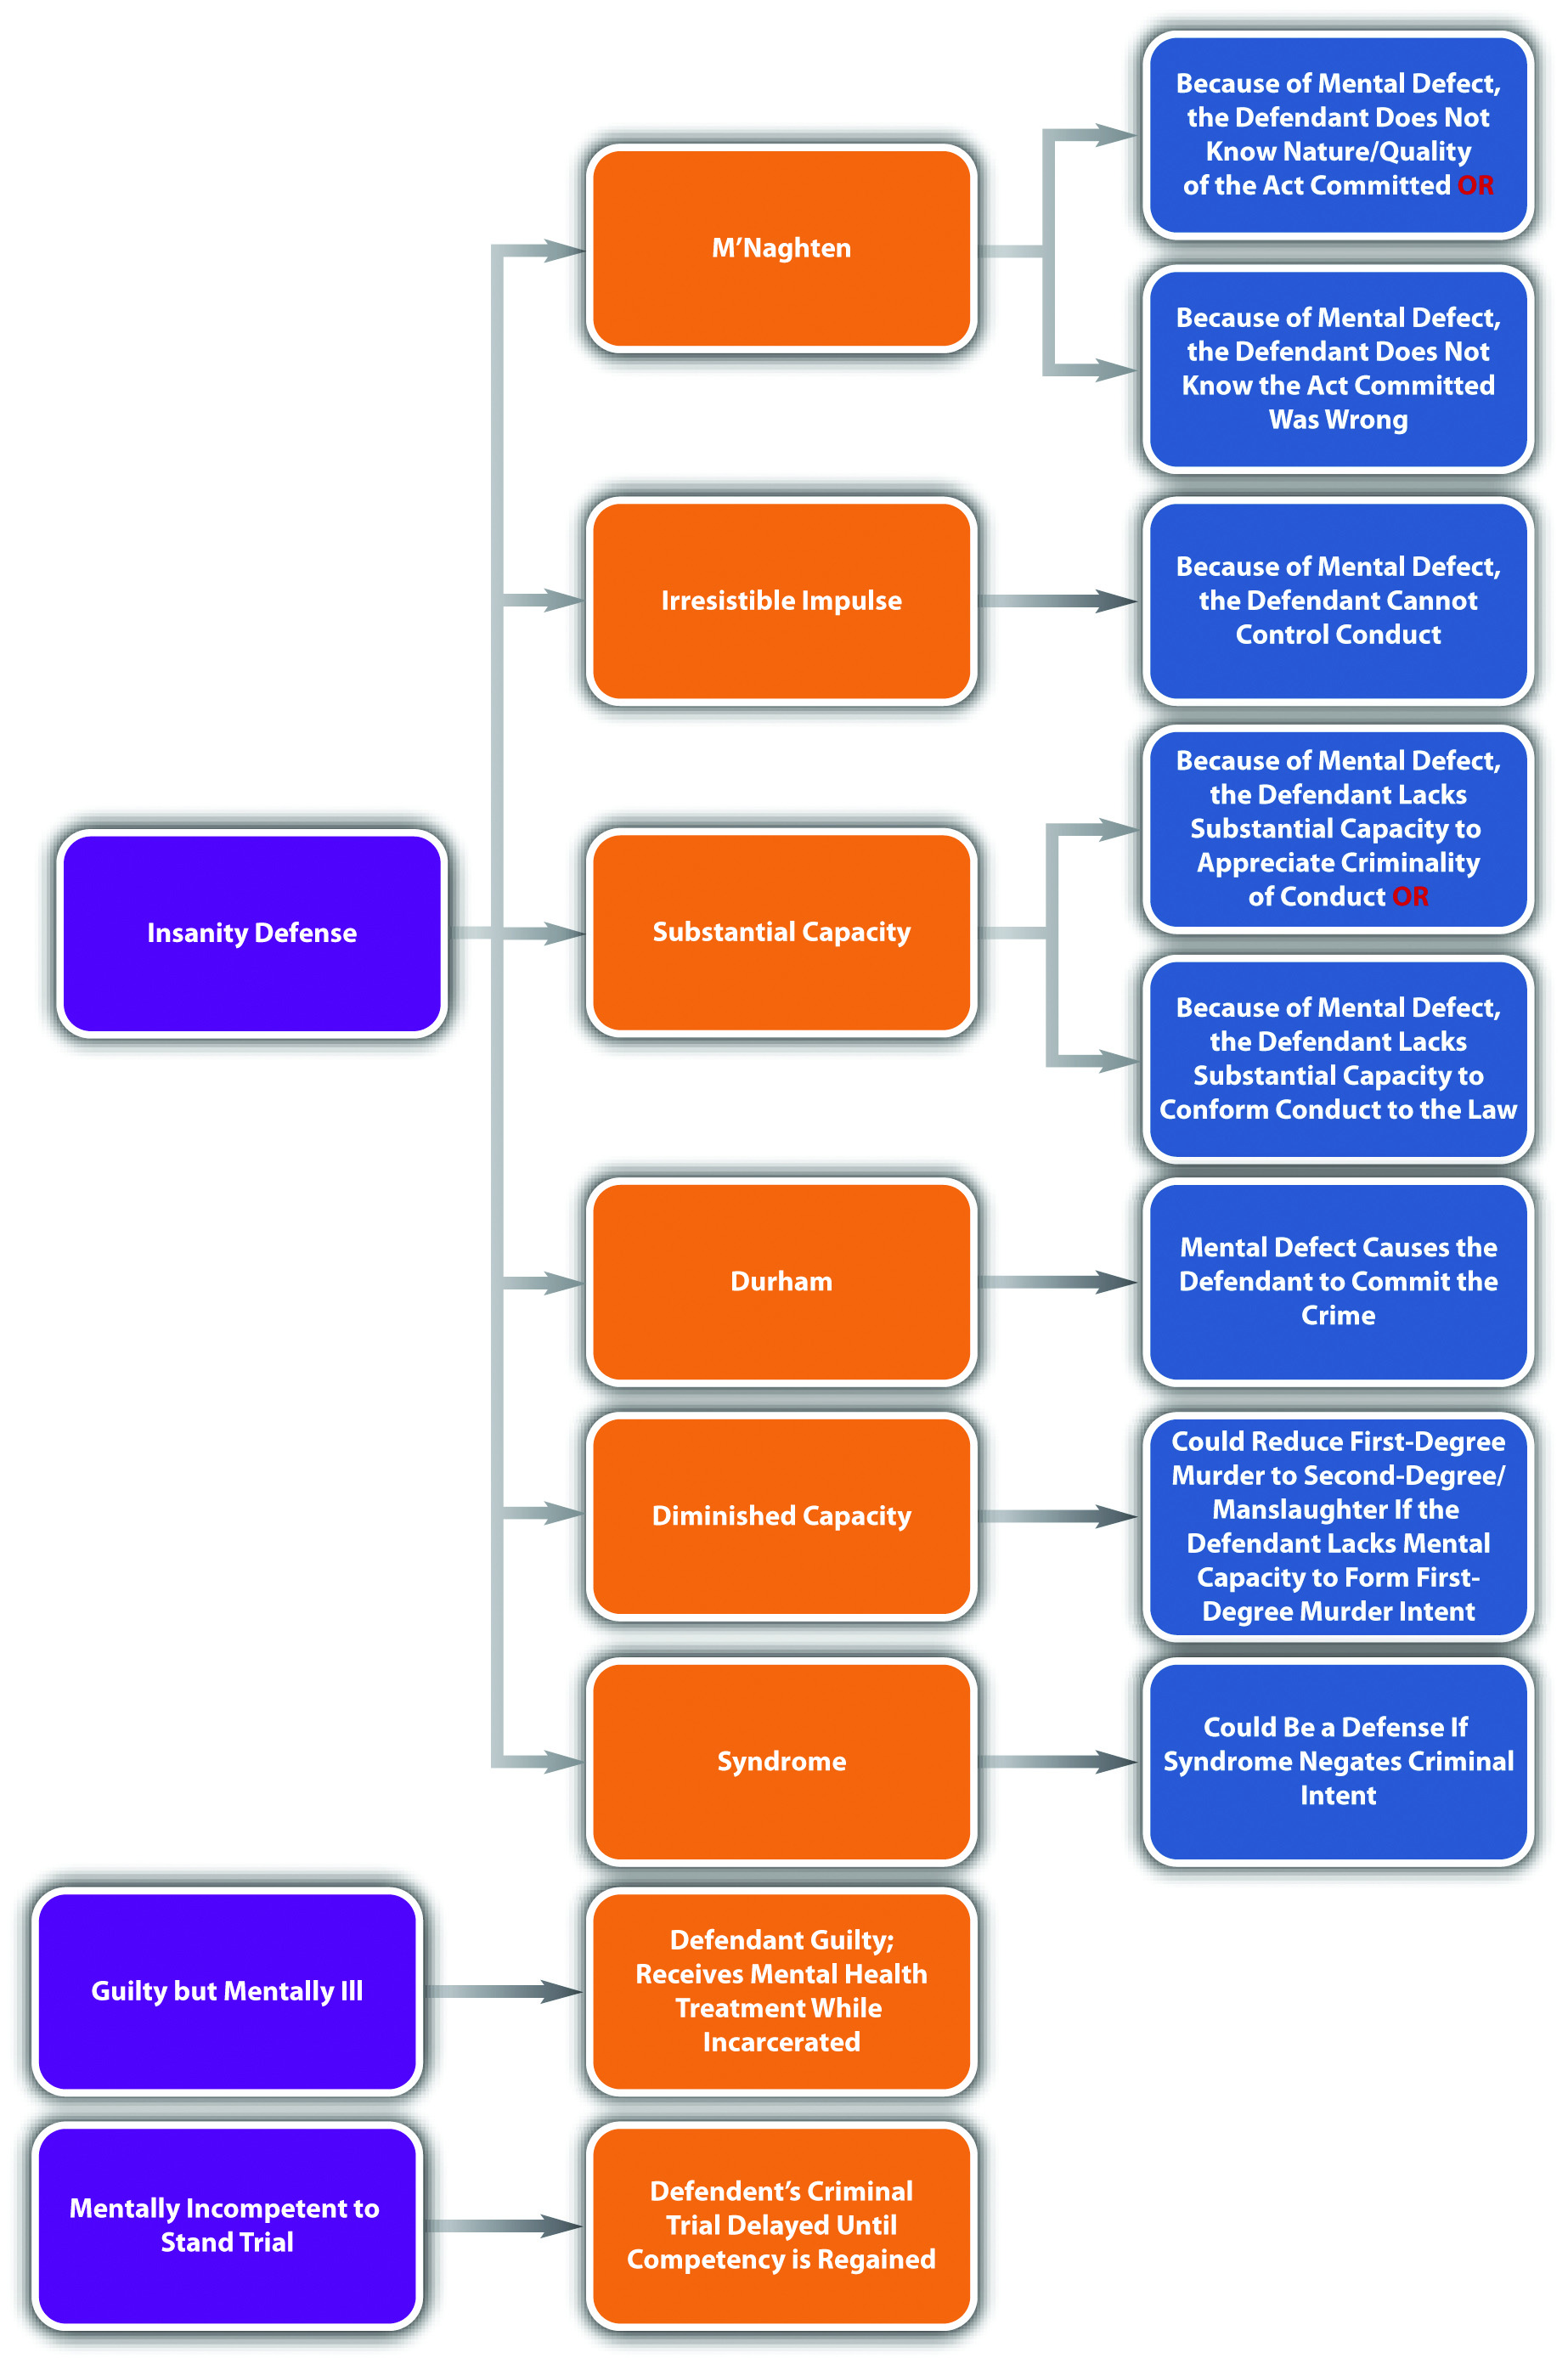 Insanity Defense
M’Naghten
Because of Mental Defect,
the Defendant Does Not
Know Nature/Quality
of the Act Committed OR
Because of Mental Defect,
the Defendant Does Not
Know the Act Committed
Was Wrong
Irresistible Impulse
Because of Mental Defect,
the Defendant Cannot
Control Conduct
Substantial Capacity
Because of Mental Defect,
the Defendant Lacks
Substantial Capacity to
Appreciate Criminality
of Conduct OR
Because of Mental Defect,
the Defendant Lacks
Substantial Capacity to
Conform Conduct to the Law
Durham
Mental Defect Causes the
Defendant to Commit the
Crime
Diminished Capacity
Could Reduce First-Degree
Murder to Second-Degree/
Manslaughter If the
Defendant Lacks Mental
Capacity to Form First-
Degree Murder Intent
Syndrome
Could Be a Defense If
Syndrome Negates Criminal
Intent
Guilty but Mentally Ill
Defendant Guilty;
Receives Mental Health
Treatment While
Incarcerated
Mentally Incompetent to
Stand Trial
Defendent’s Criminal
Trial Delayed Until
Competency is Regained